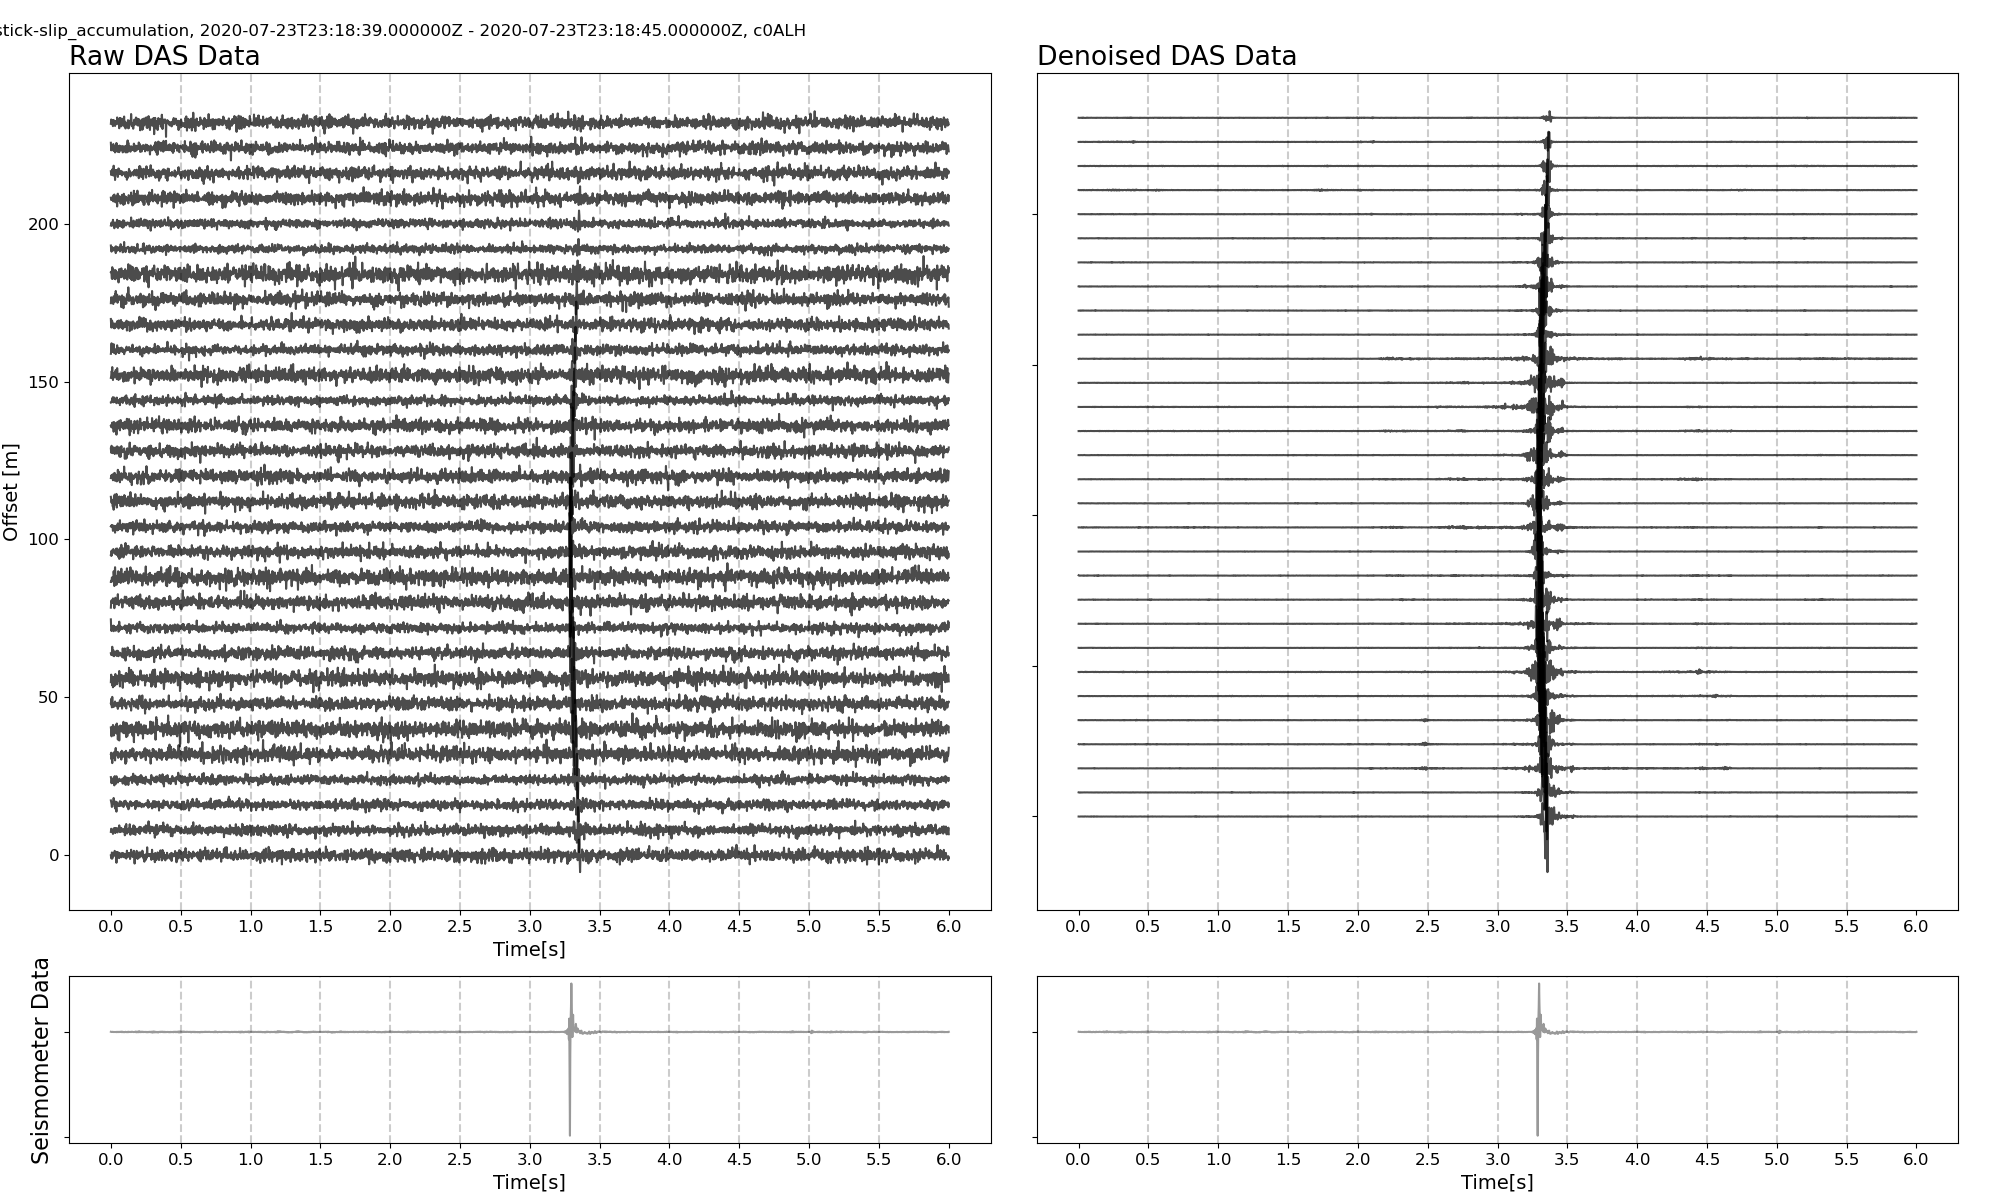 stick-slip_accumulation, 2020-07-23T23:18:39.000000Z - 2020-07-23T23:18:45.000000Z, c0ALH
Raw DAS Data
Denoised DAS Data
Offset [m]
200
150
100
50
0
0.0 0.5 1.0 1.5 2.0 2.5 3.0 3.5 4.0 4.5 5.0 5.5 6.0
Time[s]
0.0 0.5 1.0 1.5 2.0 2.5 3.0 3.5 4.0 4.5 5.0 5.5 6.0
Seismometer Data
0.0 0.5 1.0 1.5 2.0 2.5 3.0 3.5 4.0 4.5 5.0 5.5 6.0
Time[s]
0.0 0.5 1.0 1.5 2.0 2.5 3.0 3.5 4.0 4.5 5.0 5.5 6.0
Time[s]